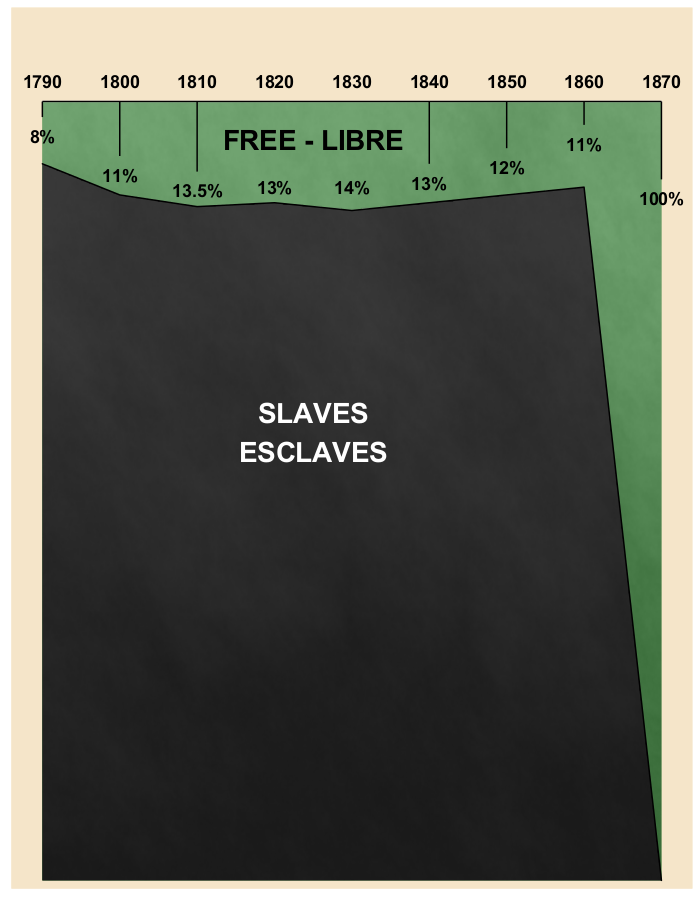 1790 1800 1810 1820 1830 1840 1850 1860 1870
FREE - LIBRE
8% 11% 13.5% 13% 14% 13% 12% 11% 100%
SLAVES
ESCLAVES